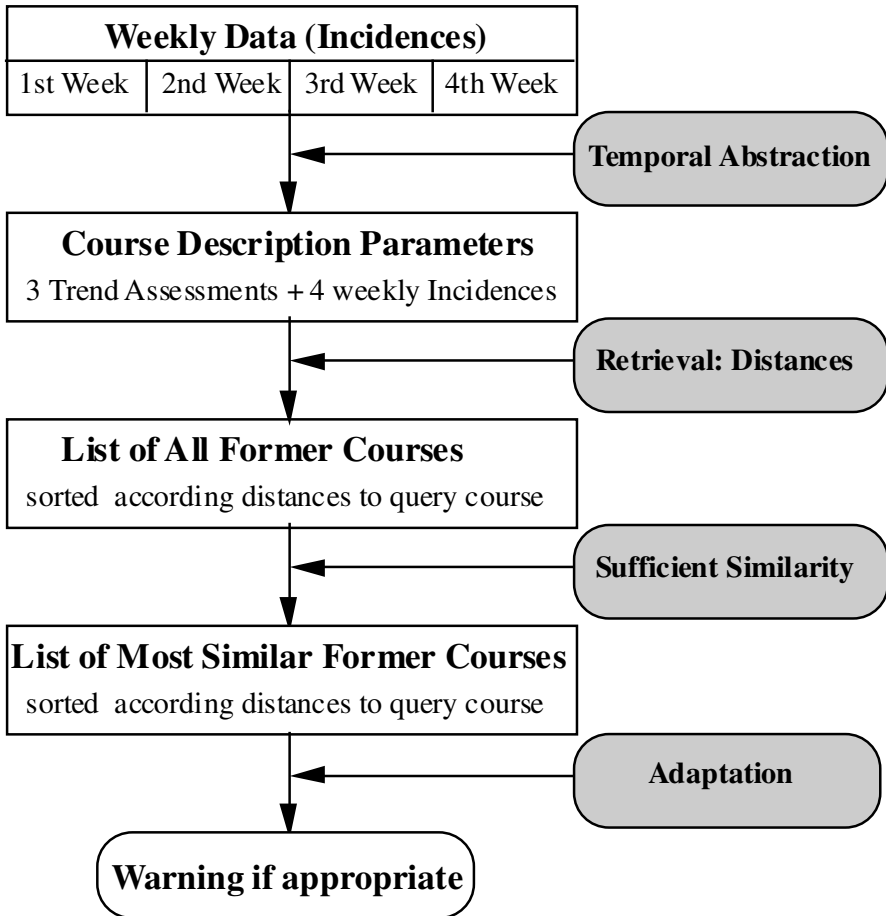 Weekly Data (Incidences)
1st Week 2nd Week 3rd Week 4th Week
Temporal Abstraction
Course Description Parameters
3 Trend Assessments + 4 weekly Incidences
Retrieval: Distances
List of All Former Courses
sorted according distances to query course
Sufficient Similarity
List of Most Similar Former Courses
sorted according distances to query course
Adaptation
Warning if appropriate